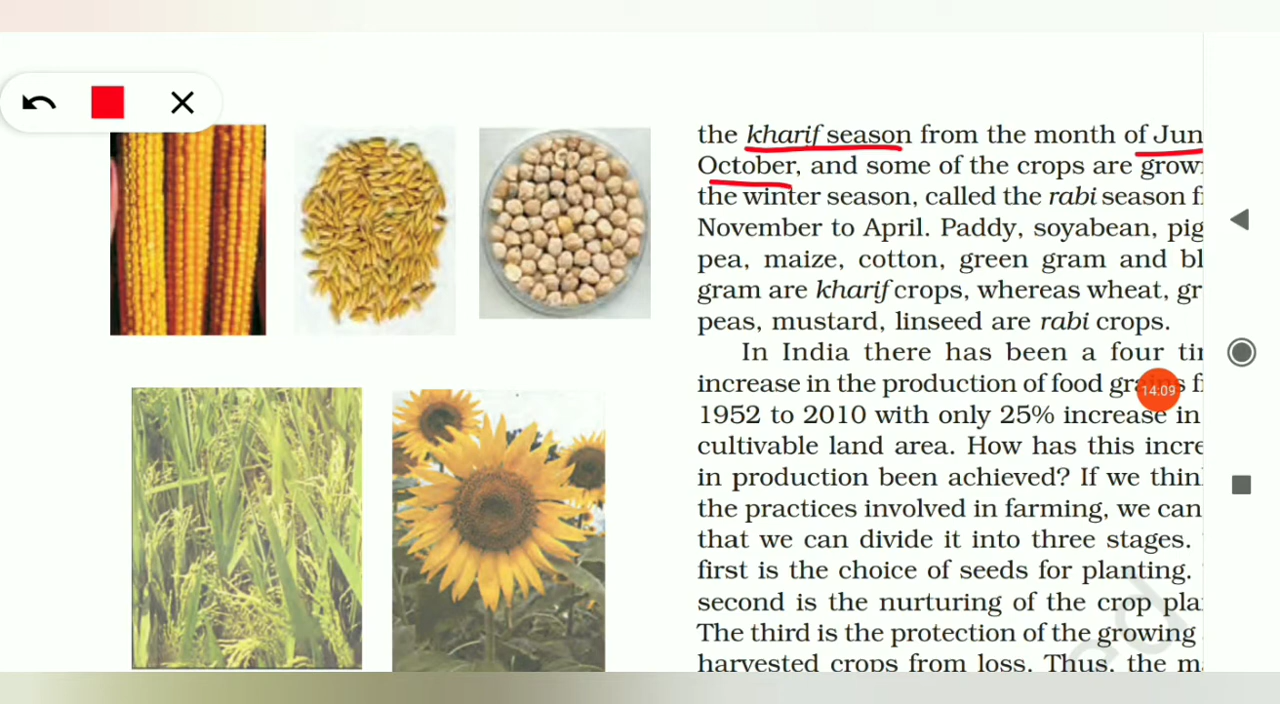 the kharif season from the month of Jun
October, and some of the crops are grow
the winter season, called the rabi season f
November to April. Paddy, soyabean, pig
pea, maize, cotton, green gram and bl
gram are kharif crops, whereas wheat, gr
peas, mustard, linseed are rabi crops.
In India there has been a four ti
increase in the production of food grains f
14:09
1952 to 2010 with only 25% increase in
cultivable land area. How has this incre
in production been achieved? If we thin
the practices involved in farming, we can
that we can divide it into three stages.
first is the choice of seeds for planting.
second is the nurturing of the crop pla
The third is the protection of the growing
harvested crops from loss. Thus, the m